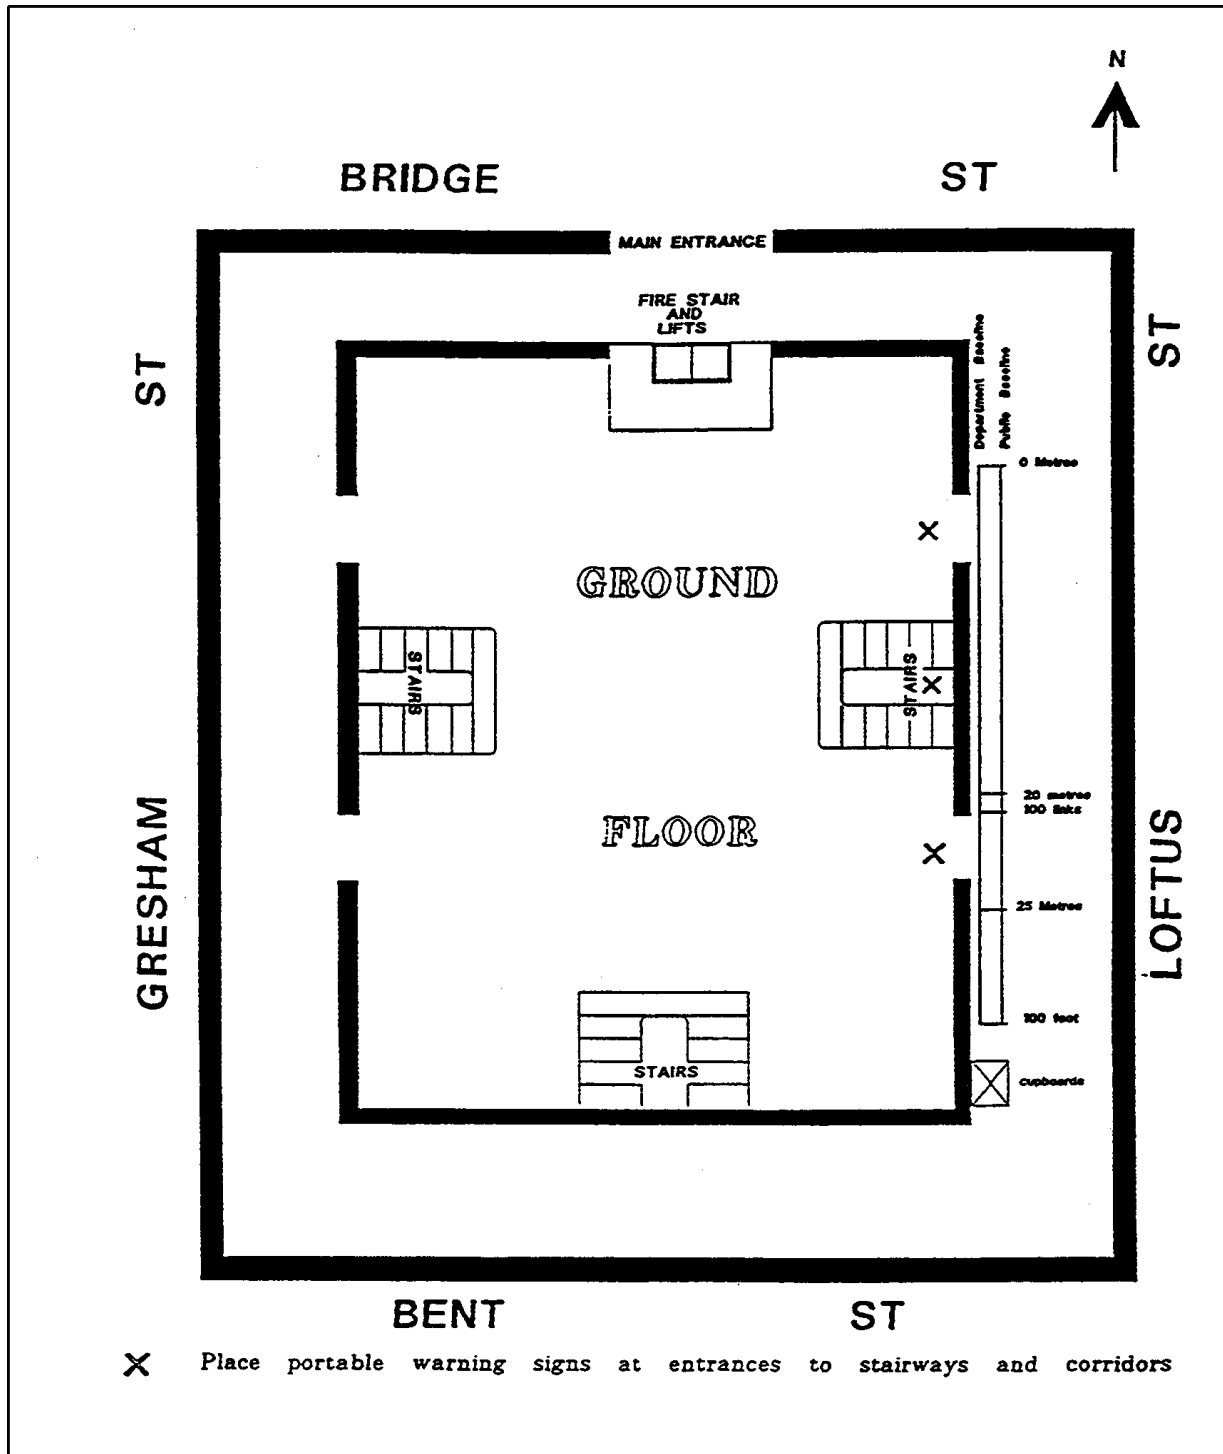 N
BRIDGE ST
MAIN ENTRANCE
FIRE STAIR
AND
LIFTS
ST
ST
Department Baseline
Public Baseline
0 Metres
GROUND
STAIRS
STAIRS
20 metres
100 links
FLOOR
GRESHAM
LOFTUS
25 Metres
100 feet
STAIRS
cupboards
BENT ST
X Place portable warning signs at entrances to stairways and corridors